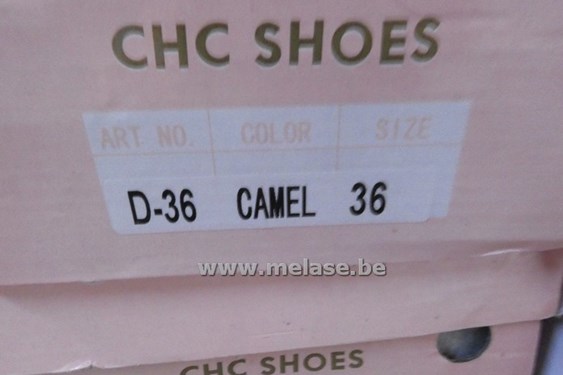 CHC SHOES
ART NO. COLOR SIZE
D-36 CAMEL 36
www.melase.be
CHC SHOES